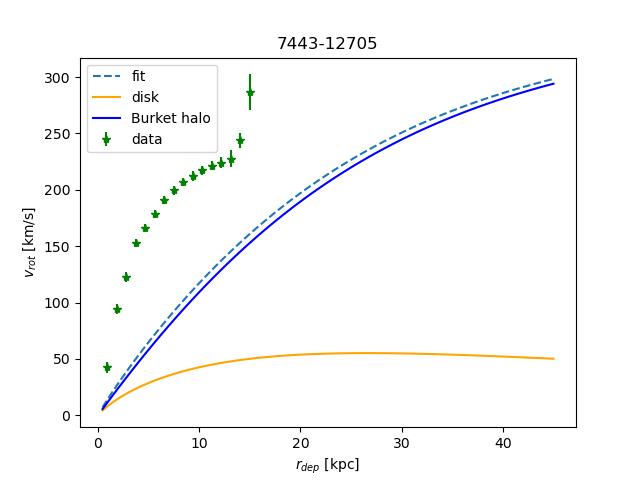 7443-12705
fit
disk
Burket halo
data
300
250
200
150
100
50
0
v_rot [km/s]
0 10 20 30 40
r_dep [kpc]